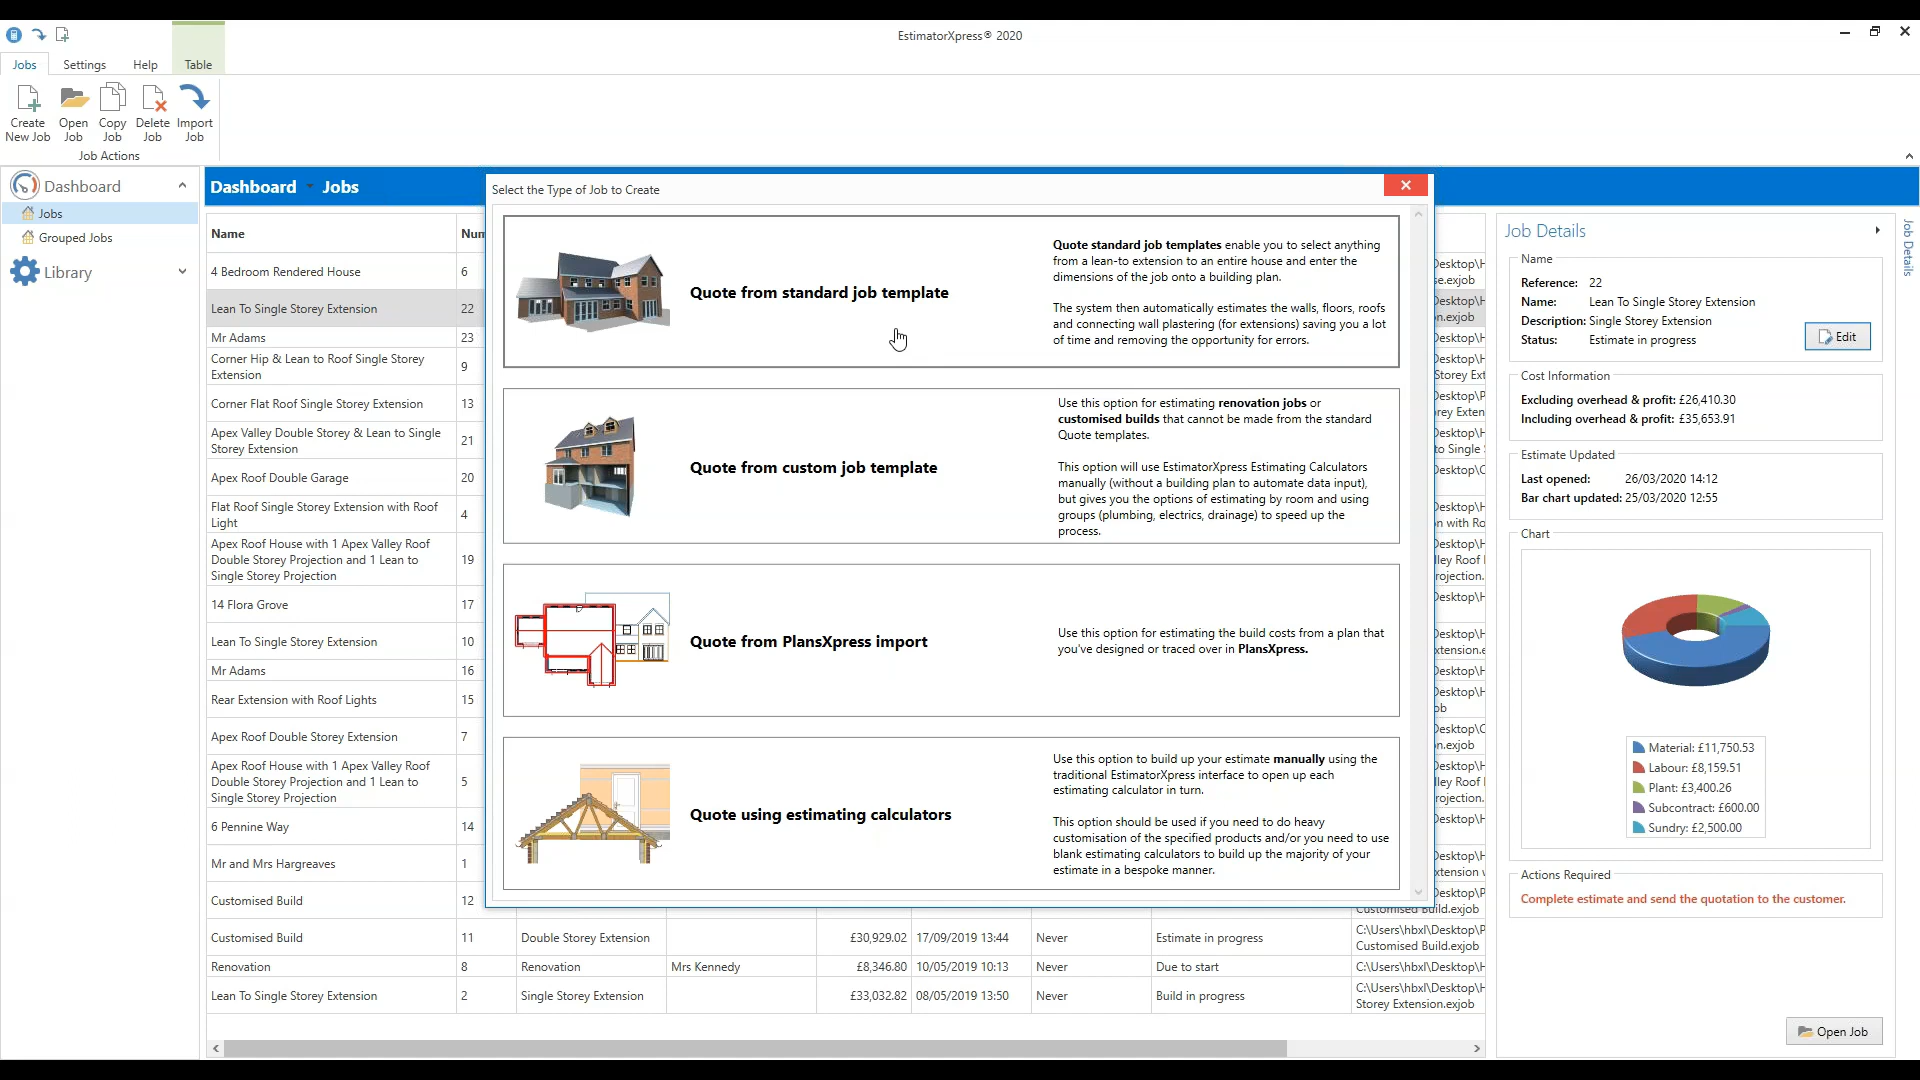 EstimatorXpress® 2020
Jobs
Settings
Help
Table
Create New Job
Open Job
Copy Job
Delete Job
Import Job
Job Actions
Dashboard
Jobs
Grouped Jobs
Library
Dashboard Jobs
Name
4 Bedroom Rendered House 6
Lean To Single Storey Extension 22
Mr Adams 23
Corner Hip & Lean to Roof Single Storey
Extension 9
Corner Flat Roof Single Storey Extension 13
Apex Valley Double Storey & Lean to Single
Storey Extension 21
Apex Roof Double Garage 20
Flat Roof Single Storey Extension with Roof
Light 4
Apex Roof House with 1 Apex Valley Roof
Double Storey Projection and 1 Lean to
Single Storey Projection 19
14 Flora Grove 17
Lean To Single Storey Extension 10
Mr Adams 16
Rear Extension with Roof Lights 15
Apex Roof Double Storey Extension 7
Apex Roof House with 1 Apex Valley Roof
Double Storey Projection and 1 Lean to
Single Storey Projection 5
6 Pennine Way 14
Mr and Mrs Hargreaves 1
Customised Build 12
Customised Build 11 Double Storey Extension £30,929.02 17/09/2019 13:44 Never Estimate in progress C:\Users\hbxl\Desktop\P
Customised Build.exjob
Renovation 8 Renovation Mrs Kennedy £8,346.80 10/05/2019 10:13 Never Due to start C:\Users\hbxl\Desktop\H
Lean To Single Storey Extension 2 Single Storey Extension £33,032.82 08/05/2019 13:50 Never Build in progress C:\Users\hbxl\Desktop\H
Storey Extension.exjob
Select the Type of Job to Create
Quote from standard job template
Quote standard job templates enable you to select anything
from a lean-to extension to an entire house and enter the
dimensions of the job onto a building plan.
The system then automatically estimates the walls, floors, roofs
and connecting wall plastering (for extensions) saving you a lot
of time and removing the opportunity for errors.
Quote from custom job template
Use this option for estimating renovation jobs or
customised builds that cannot be made from the standard
Quote templates.
This option will use EstimatorXpress Estimating Calculators
manually (without a building plan to automate data input),
but gives you the options of estimating by room and using
groups (plumbing, electrics, drainage) to speed up the
process.
Quote from PlansXpress import
Use this option for estimating the build costs from a plan that
you've designed or traced over in PlansXpress.
Quote using estimating calculators
Use this option to build up your estimate manually using the
traditional EstimatorXpress interface to open up each
estimating calculator in turn.
This option should be used if you need to do heavy
customisation of the specified products and/or you need to use
blank estimating calculators to build up the majority of your
estimate in a bespoke manner.
Job Details
Job Details
Name
Reference: 22
Name: Lean To Single Storey Extension
Description: Single Storey Extension
Status: Estimate in progress
Edit
Cost Information
Excluding overhead & profit: £26,410.30
Including overhead & profit: £35,653.91
Estimate Updated
Last opened: 26/03/2020 14:12
Bar chart updated: 25/03/2020 12:55
Chart
Material: £11,750.53
Labour: £8,159.51
Plant: £3,400.26
Subcontract: £600.00
Sundry: £2,500.00
Actions Required
Complete estimate and send the quotation to the customer.
Open Job